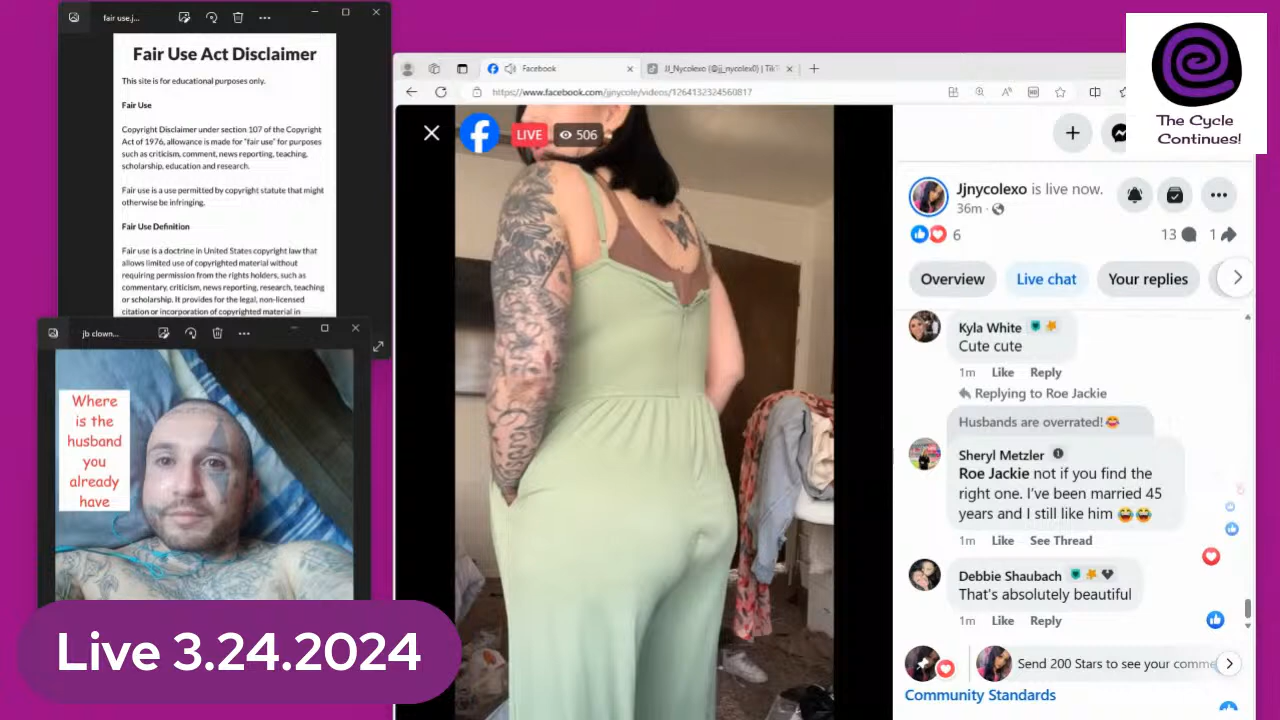 fair use.j...
Fair Use Act Disclaimer
This site is for educational purposes only.
Fair Use
Copyright Disclaimer under section 107 of the Copyright
Act of 1976, allowance is made for "fair use" for purposes
such as criticism, comment, news reporting, teaching,
scholarship, education and research.
Fair use is a use permitted by copyright statute that might
otherwise be infringing.
Fair Use Definition
Fair use is a doctrine in United States copyright law that
allows limited use of copyrighted material without
requiring permission from the rights holders, such as
commentary, criticism, news reporting, research, teaching
or scholarship. It provides for the legal, non-licensed
citation or incorporation of copyrighted material in
jb clown...
Where
is the
husband
you
already
have
Live 3.24.2024
Facebook
JJ_Nycolexo (@jj_nycolex0) | Tik
https://www.facebook.com/jjnycole/videos/1264132324560817
LIVE
506
The Cycle
Continues!
Jjnycolexo is live now.
36m
6
13
1
Overview
Live chat
Your replies
Kyla White
Cute cute
1m Like Reply
Replying to Roe Jackie
Husbands are overrated!😂
Sheryl Metzler
Roe Jackie not if you find the
right one. I've been married 45
years and I still like him 😂😂
1m Like See Thread
Debbie Shaubach
That's absolutely beautiful
1m Like Reply
Send 200 Stars to see your comme
Community Standards